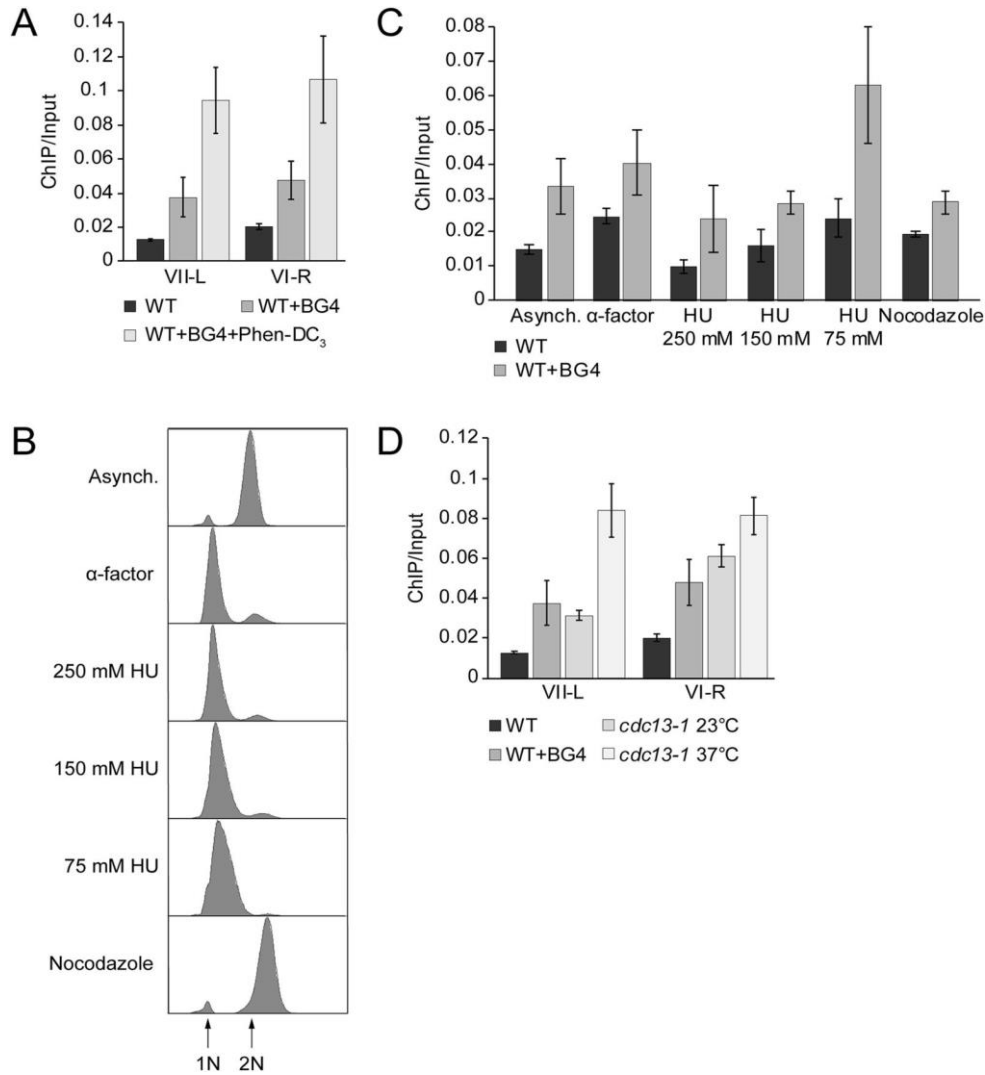 A
ChIP/Input
0.14
0.12
0.1
0.08
0.06
0.04
0.02
0
VII-L VI-R
WT WT+BG4
WT+BG4+Phen-DC3
C
ChIP/Input
0.08
0.07
0.06
0.05
0.04
0.03
0.02
0.01
0
Asynch. α-factor HU HU HU Nocodazole
250 mM 150 mM 75 mM
WT
WT+BG4
B
Asynch.
α-factor
250 mM HU
150 mM HU
75 mM HU
Nocodazole
1N 2N
D
ChIP/Input
0.12
0.1
0.08
0.06
0.04
0.02
0
VII-L VI-R
WT cdc13-1 23°C
WT+BG4 cdc13-1 37°C